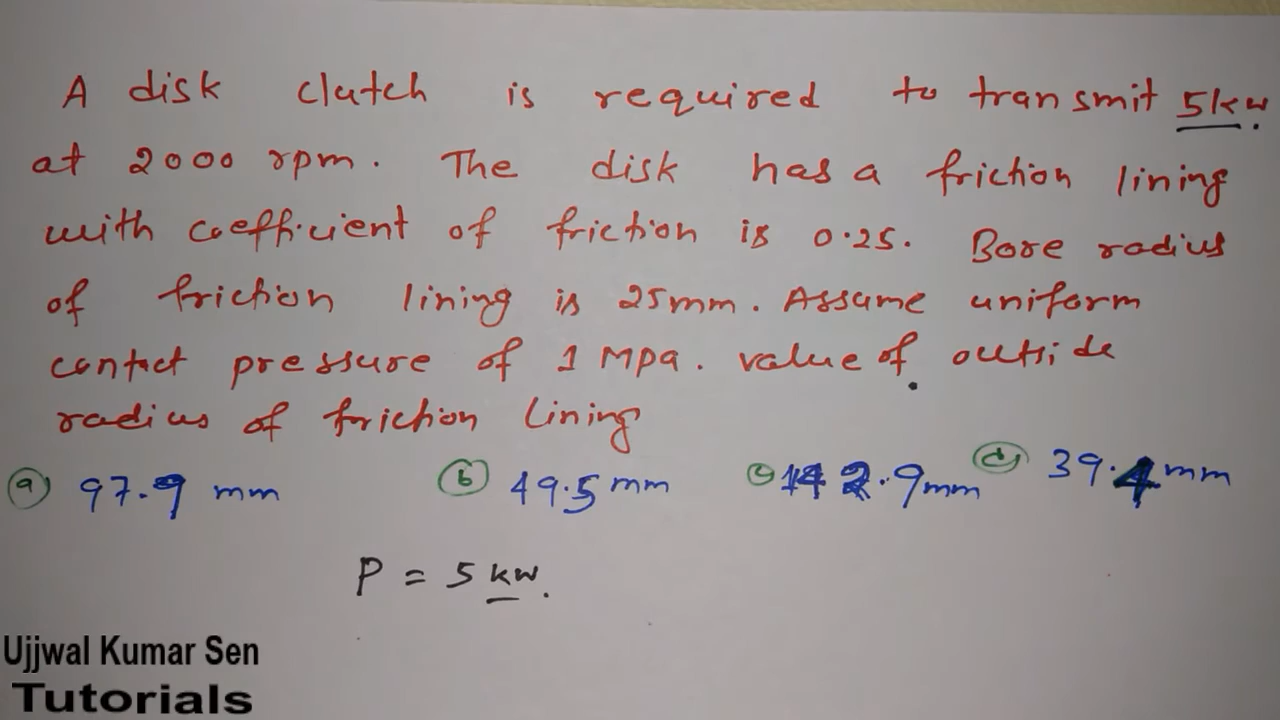 A disk clutch is required to transmit 5kw.
at 2000 rpm. The disk has a friction lining
with coefficient of friction is 0.25. Bore radius
of friction lining is 25mm. Assume uniform
contact pressure of 1 Mpa. value of outside
radius of friction lining
(a) 97.9 mm (b) 49.5 mm (c) 142.9mm (d) 39.4 mm
P = 5 kw.
Ujjwal Kumar Sen
Tutorials